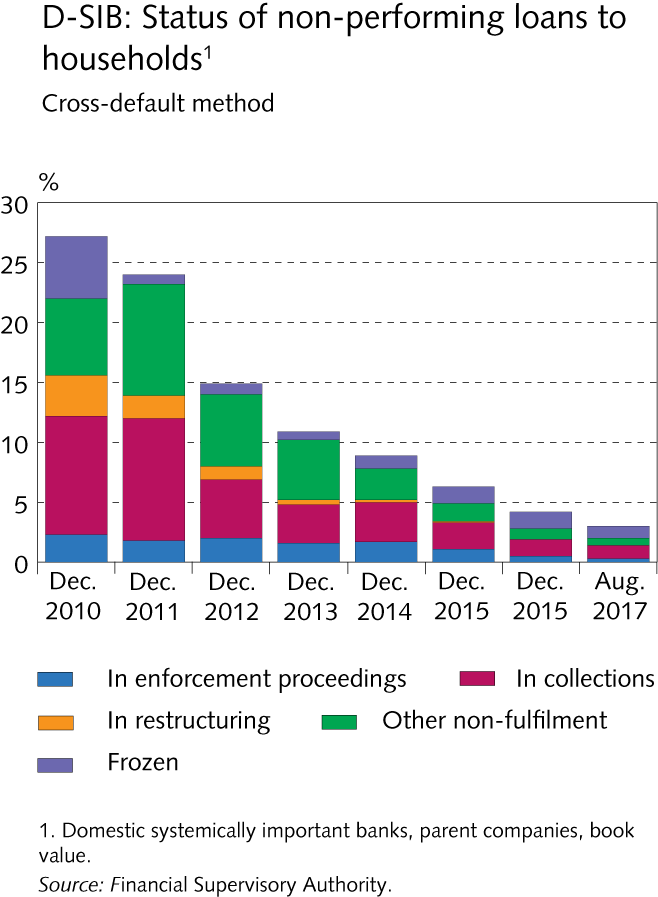 D-SIB: Status of non-performing loans to
households¹
Cross-default method
%
30
25
20
15
10
5
0
Dec. Dec. Dec. Dec. Dec. Dec. Dec. Aug.
2010 2011 2012 2013 2014 2015 2015 2017
In enforcement proceedings In collections
In restructuring Other non-fulfilment
Frozen
1. Domestic systemically important banks, parent companies, book
value.
Source: Financial Supervisory Authority.